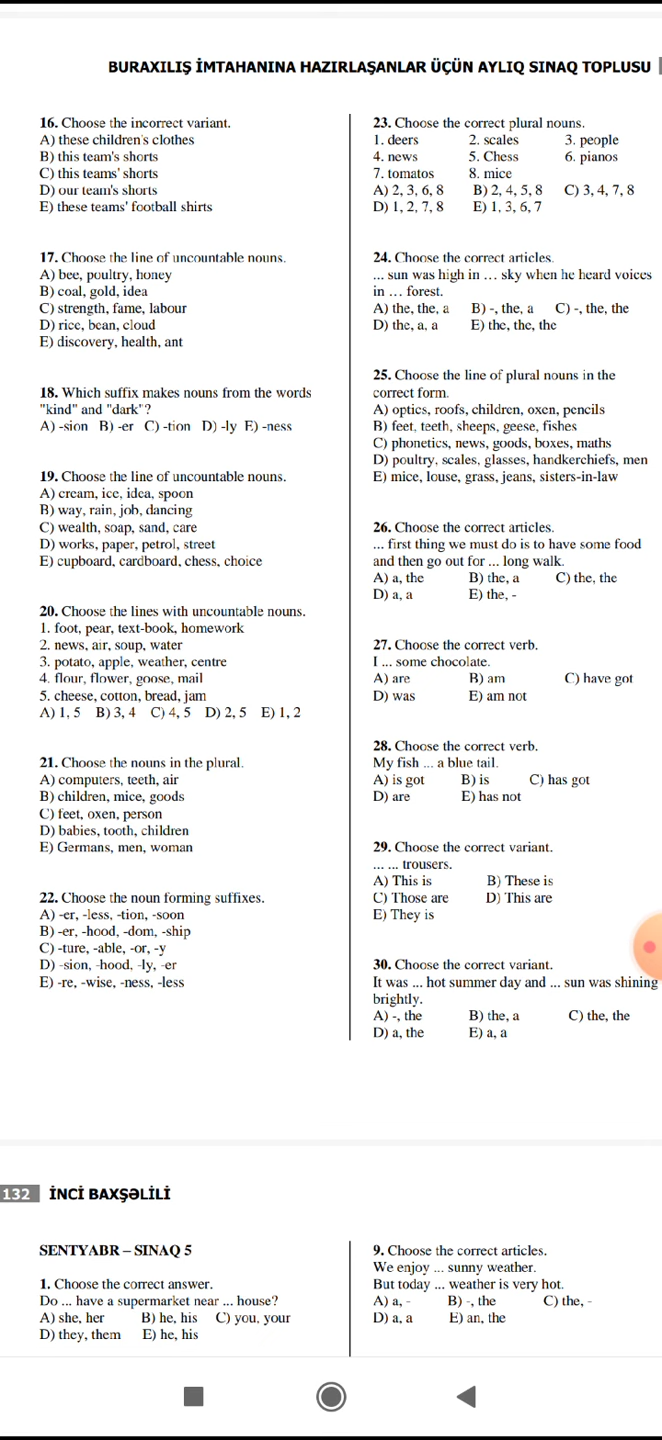 BURAXILIŞ İMTAHANINA HAZIRLAŞANLAR ÜÇÜN AYLIQ SINAQ TOPLUSU
16. Choose the incorrect variant.
A) these children's clothes
B) this team's shorts
C) this teams' shorts
D) our team's shorts
E) these teams' football shirts
17. Choose the line of uncountable nouns.
A) bee, poultry, honey
B) coal, gold, idea
C) strength, fame, labour
D) rice, bean, cloud
E) discovery, health, ant
18. Which suffix makes nouns from the words
"kind" and "dark"?
A) -sion B) -er C) -tion D) -ly E) -ness
19. Choose the line of uncountable nouns.
A) cream, ice, idea, spoon
B) way, rain, job, dancing
C) wealth, soap, sand, care
D) works, paper, petrol, street
E) cupboard, cardboard, chess, choice
20. Choose the lines with uncountable nouns.
1. foot, pear, text-book, homework
2. news, air, soup, water
3. potato, apple, weather, centre
4. flour, flower, goose, mail
5. cheese, cotton, bread, jam
A) 1, 5 B) 3, 4 C) 4, 5 D) 2, 5 E) 1, 2
21. Choose the nouns in the plural.
A) computers, teeth, air
B) children, mice, goods
C) feet, oxen, person
D) babies, tooth, children
E) Germans, men, woman
22. Choose the noun forming suffixes.
A) -er, -less, -tion, -soon
B) -er, -hood, -dom, -ship
C) -ture, -able, -or, -y
D) -sion, -hood, -ly, -er
E) -re, -wise, -ness, -less
23. Choose the correct plural nouns.
1. deers 2. scales 3. people
4. news 5. Chess 6. pianos
7. tomatos 8. mice
A) 2, 3, 6, 8 B) 2, 4, 5, 8 C) 3, 4, 7, 8
D) 1, 2, 7, 8 E) 1, 3, 6, 7
24. Choose the correct articles.
... sun was high in ... sky when he heard voices
in ... forest.
A) the, the, a B) -, the, a C) -, the, the
D) the, a, a E) the, the, the
25. Choose the line of plural nouns in the
correct form.
A) optics, roofs, children, oxen, pencils
B) feet, teeth, sheeps, geese, fishes
C) phonetics, news, goods, boxes, maths
D) poultry, scales, glasses, handkerchiefs, men
E) mice, louse, grass, jeans, sisters-in-law
26. Choose the correct articles.
... first thing we must do is to have some food
and then go out for ... long walk.
A) a, the B) the, a C) the, the
D) a, a E) the, -
27. Choose the correct verb.
I ... some chocolate.
A) are B) am C) have got
D) was E) am not
28. Choose the correct verb.
My fish ... a blue tail.
A) is got B) is C) has got
D) are E) has not
29. Choose the correct variant.
... ... trousers.
A) This is B) These is
C) Those are D) This are
E) They is
30. Choose the correct variant.
It was ... hot summer day and ... sun was shining
brightly.
A) -, the B) the, a C) the, the
D) a, the E) a, a
132 İNCİ BAXŞƏLİLİ
SENTYABR – SINAQ 5
1. Choose the correct answer.
Do ... have a supermarket near ... house?
A) she, her B) he, his C) you, your
D) they, them E) he, his
9. Choose the correct articles.
We enjoy ... sunny weather.
But today ... weather is very hot.
A) a, - B) -, the C) the, -
D) a, a E) an, the